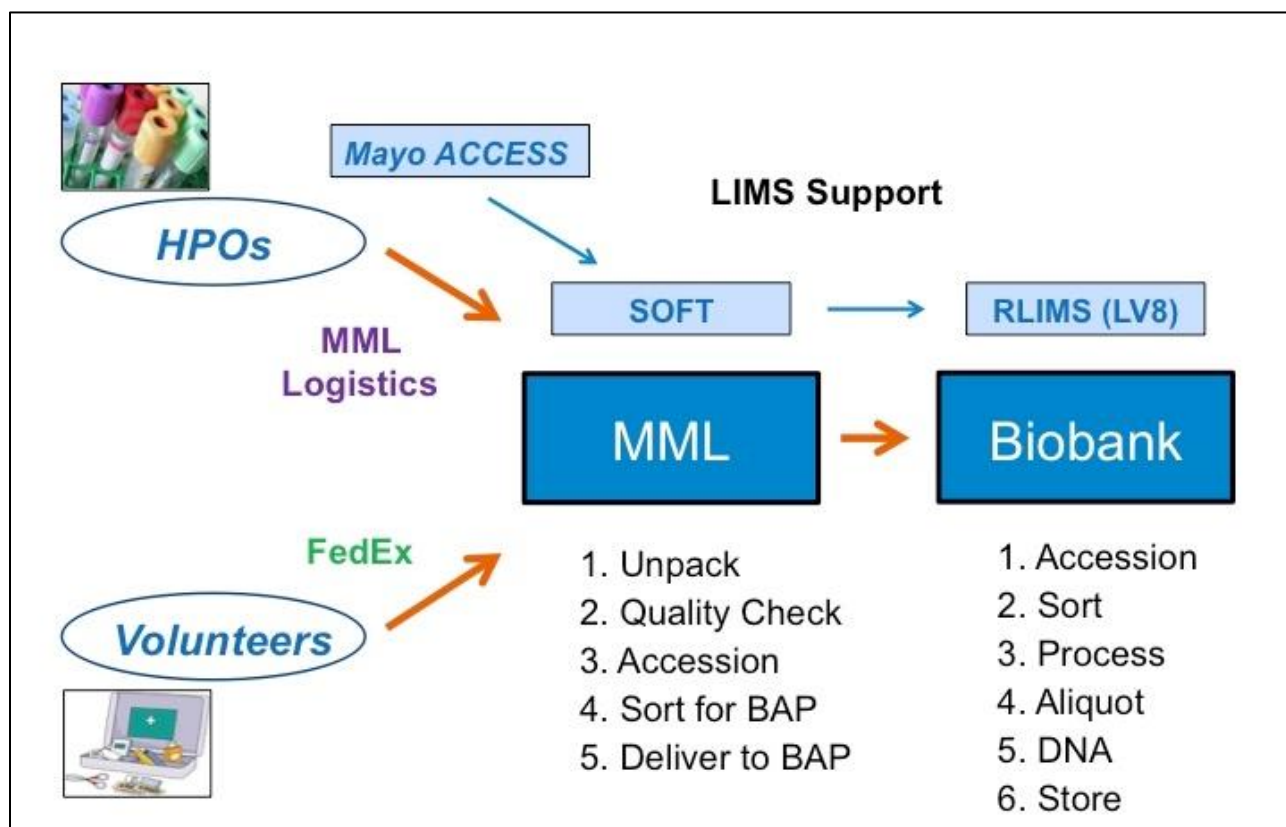 Mayo ACCESS
LIMS Support
HPOs
SOFT
RLIMS (LV8)
MML
Logistics
MML
Biobank
FedEx
Volunteers
1. Unpack
2. Quality Check
3. Accession
4. Sort for BAP
5. Deliver to BAP
1. Accession
2. Sort
3. Process
4. Aliquot
5. DNA
6. Store